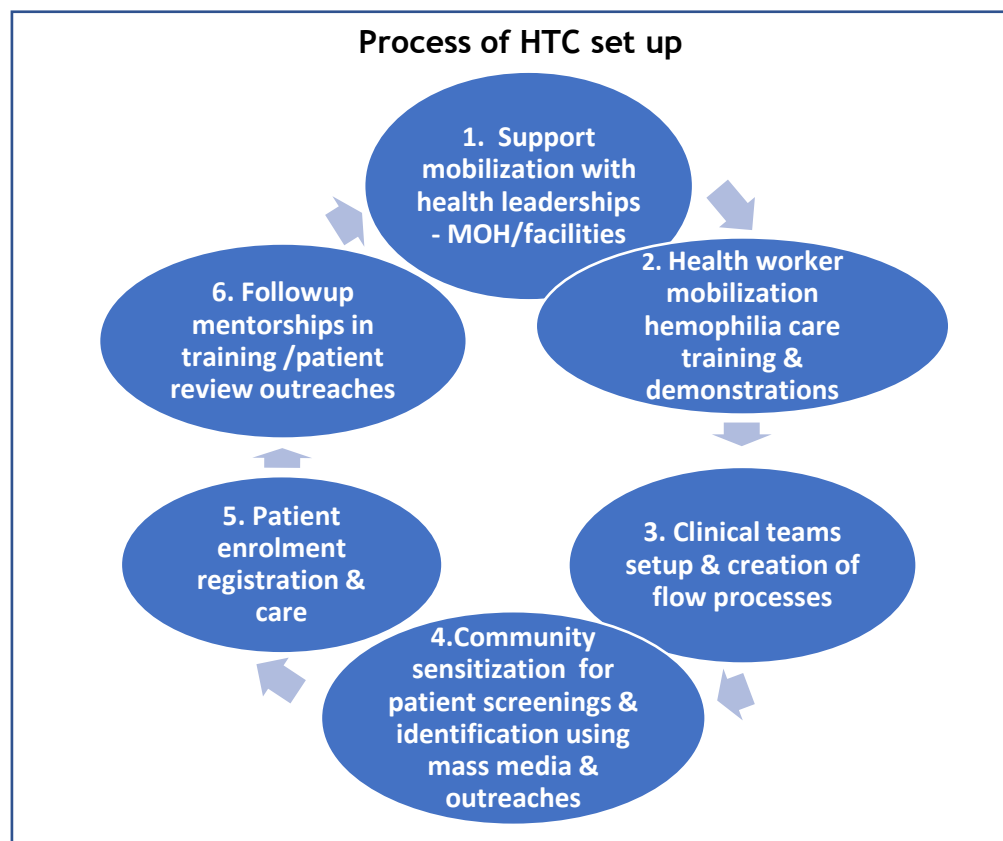 Process of HTC set up
1. Support
mobilization with
health leaderships
- MOH/facilities
2. Health worker
mobilization
hemophilia care
training &
demonstrations
3. Clinical teams
setup & creation of
flow processes
4.Community
sensitization for
patient screenings &
identification using
mass media &
outreaches
5. Patient
enrolment
registration &
care
6. Followup
mentorships in
training /patient
review outreaches